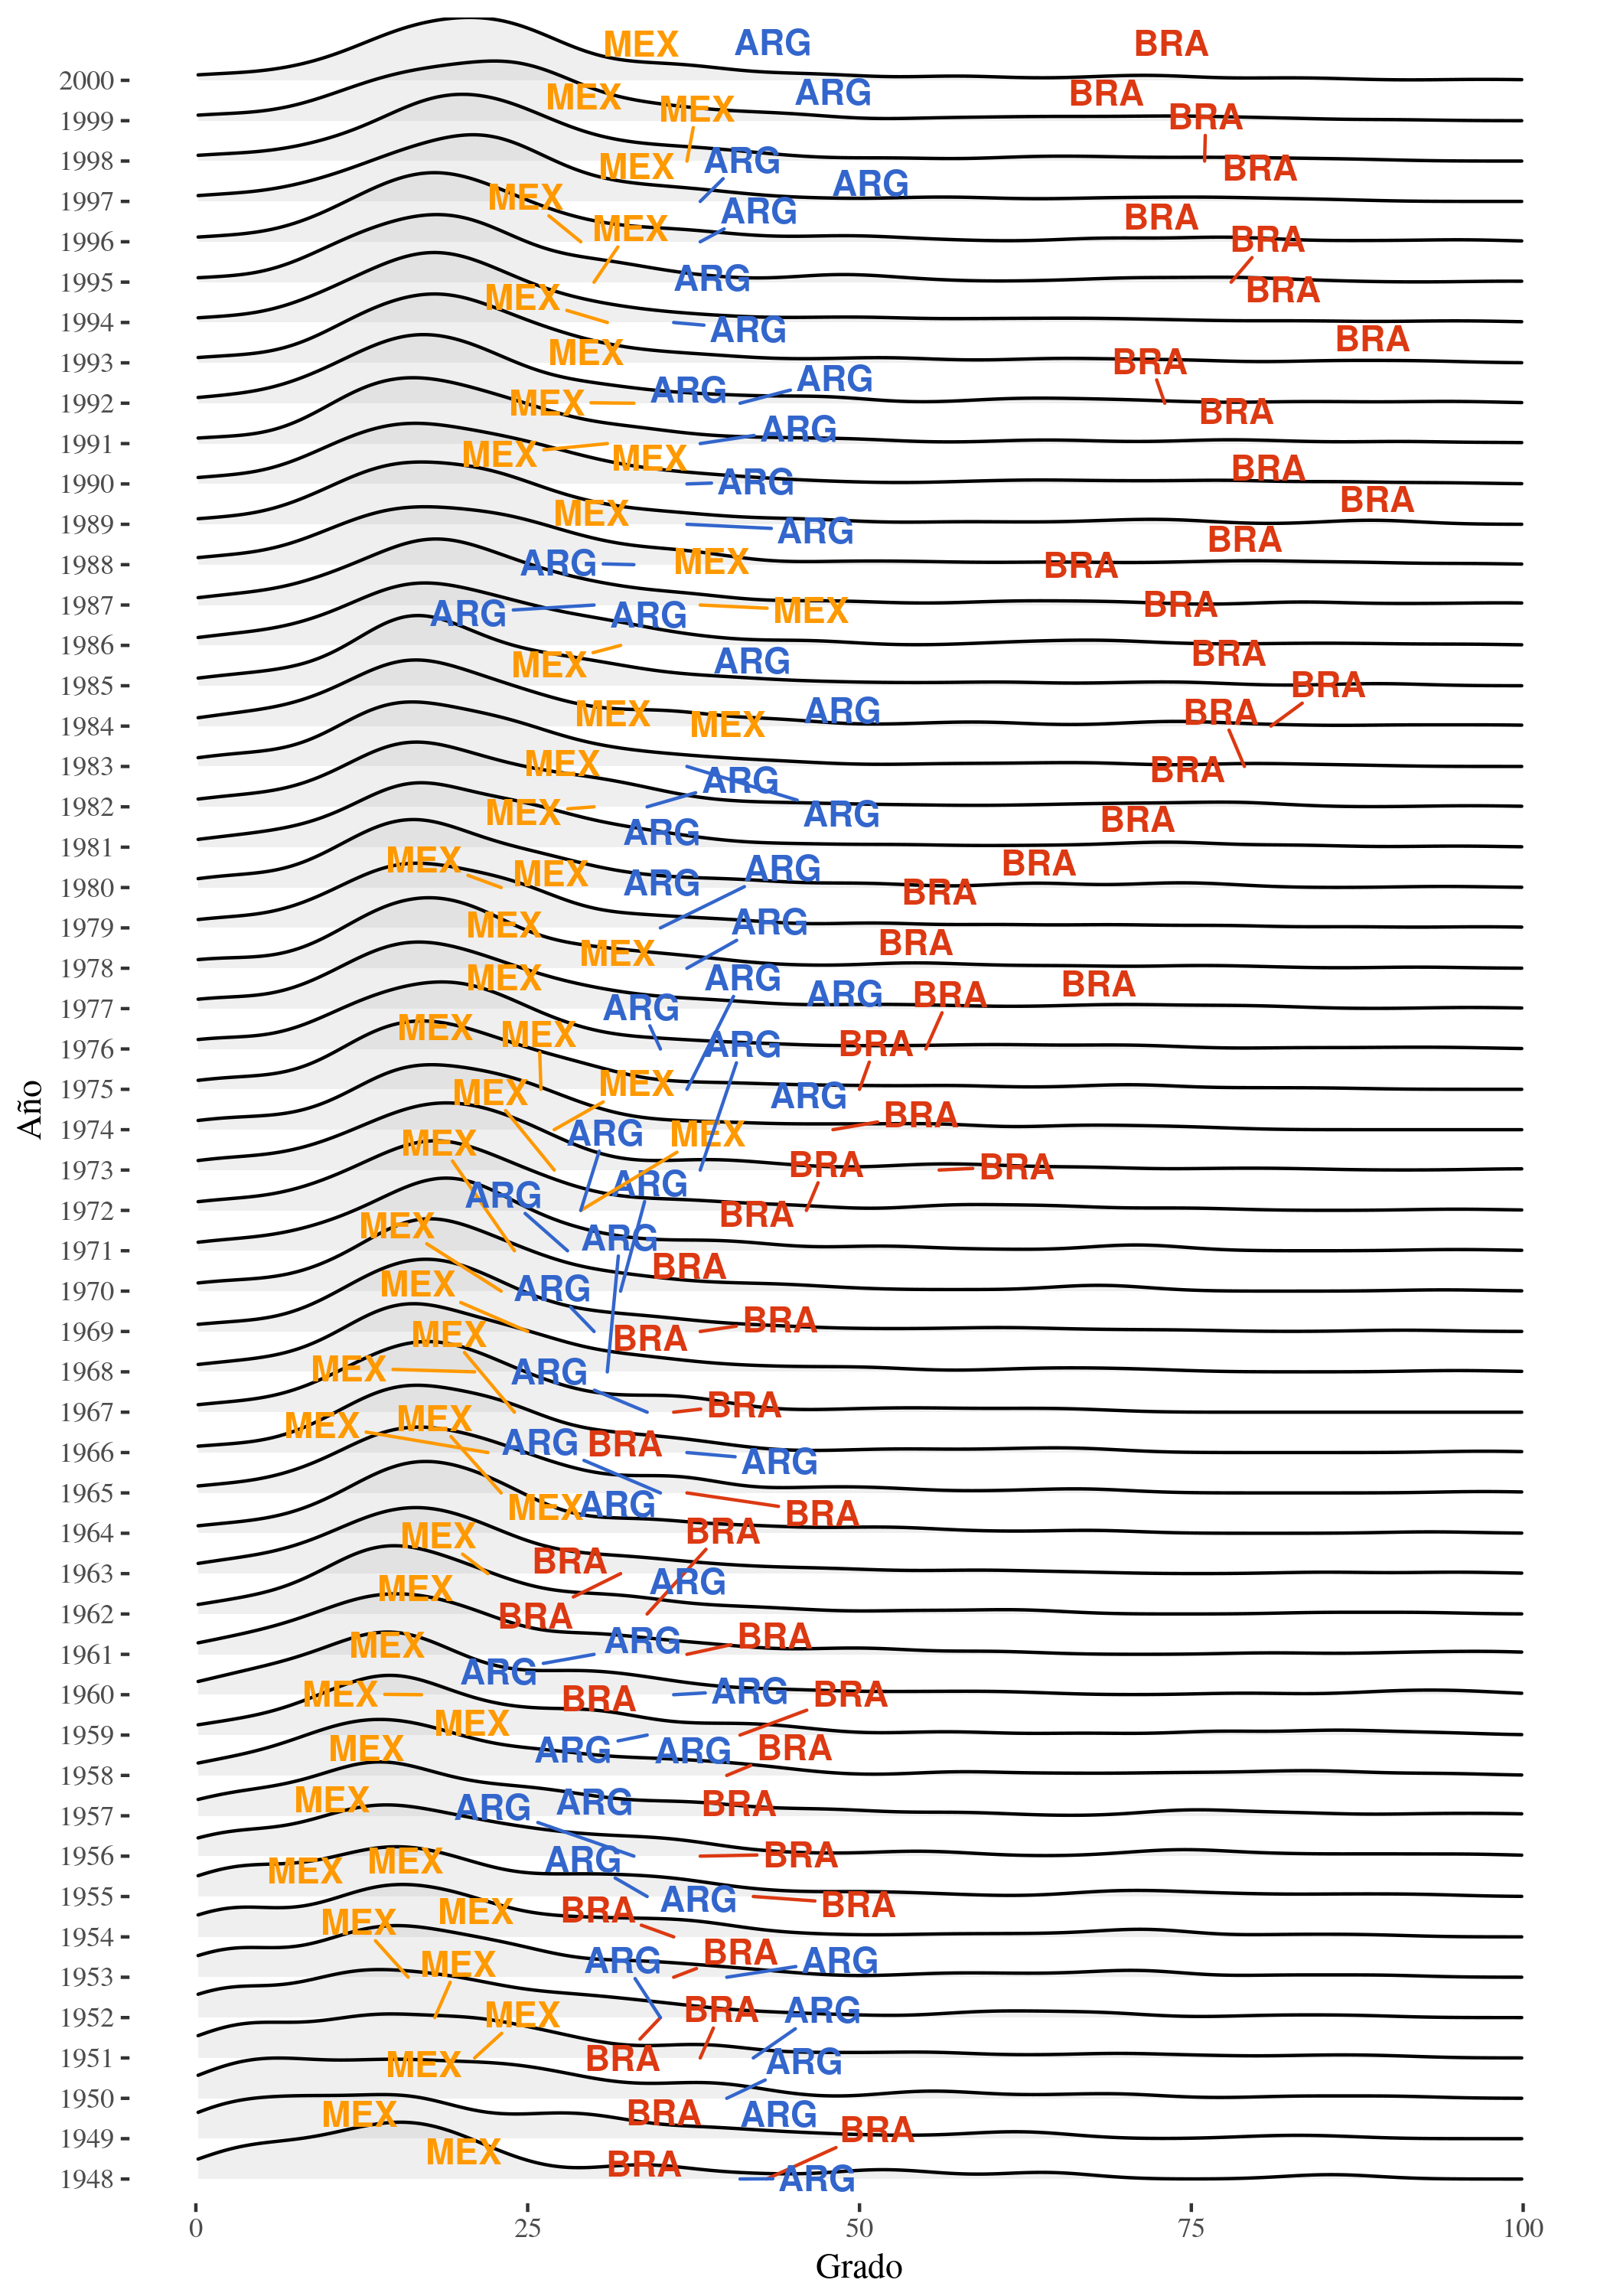 MEX ARG BRA
2000
MEX ARG BRA
1999
MEX BRA
1998
MEX ARG BRA
1997
MEX ARG
ARG BRA
1996
MEX BRA
1995
ARG BRA
1994
MEX ARG BRA
1993
MEX BRA
1992
MEX ARG ARG BRA
1991
MEX MEX ARG BRA
1990
ARG BRA
1989
MEX ARG BRA
1988
ARG MEX BRA
1987
ARG ARG MEX BRA
1986
MEX ARG BRA
1985
BRA
1984
MEX MEX ARG BRA
1983
MEX ARG BRA
1982
MEX ARG BRA
1981
ARG BRA
1980
MEX MEX ARG ARG BRA
1979
MEX ARG BRA
1978
MEX ARG
1977
MEX ARG ARG BRA BRA
1976
MEX MEX ARG BRA
1975
MEX MEX ARG BRA
1974
MEX ARG MEX BRA BRA
1973
ARG ARG BRA
1972
MEX ARG
1971
MEX ARG BRA
1970
MEX BRA BRA
1969
MEX ARG
1968
MEX BRA
1967
MEX MEX ARG BRA ARG
1966
1965
MEX ARG BRA
1964
MEX BRA BRA
1963
MEX ARG
1962
BRA
1961
MEX ARG ARG BRA
1960
MEX BRA ARG BRA
1959
MEX ARG ARG BRA
1958
MEX
1957
MEX ARG ARG BRA
1956
MEX MEX ARG BRA
1955
MEX ARG BRA BRA
1954
MEX BRA
1953
MEX ARG BRA ARG
1952
MEX BRA ARG
1951
MEX BRA ARG
1950
MEX BRA ARG
1949
MEX BRA BRA
1948
ARG
0 25 50 75 100
Grado
Año